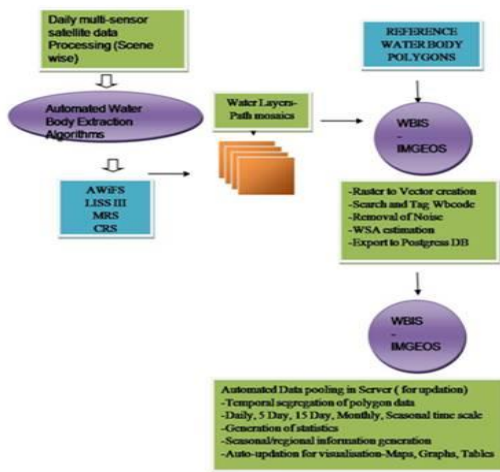 Daily multi-sensor
satellite data
Processing (Scene
wise)
Automated Water
Body Extraction
Algorithms
AWiFS
LISS III
MRS
CRS
Water Layers-
Path mosaics
REFERENCE
WATER BODY
POLYGONS
WBIS
-
IMGEOS
-Raster to Vector creation
-Search and Tag Wbcode
-Removal of Noise
-WSA estimation
-Export to Postgress DB
WBIS
-
IMGEOS
Automated Data pooling in Server ( for updation)
-Temporal segregation of polygon data
-Daily, 5 Day, 15 Day, Monthly, Seasonal time scale
-Generation of statistics
-Seasonal/regional information generation
-Auto-updation for visualisation-Maps, Graphs, Tables